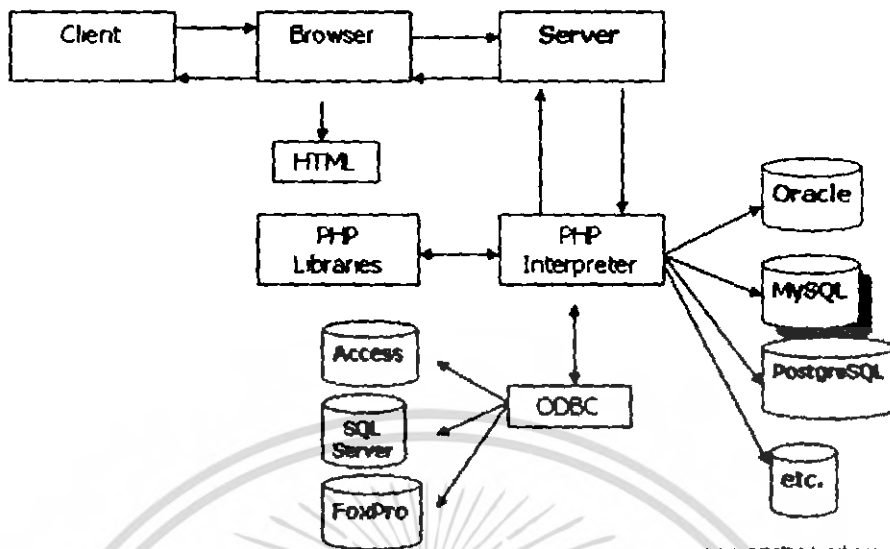 Client
Browser
Server
HTML
PHP
Libraries
PHP
Interpreter
Oracle
MySQL
PostgreSQL
etc.
ODBC
Access
SQL
Server
FoxPro